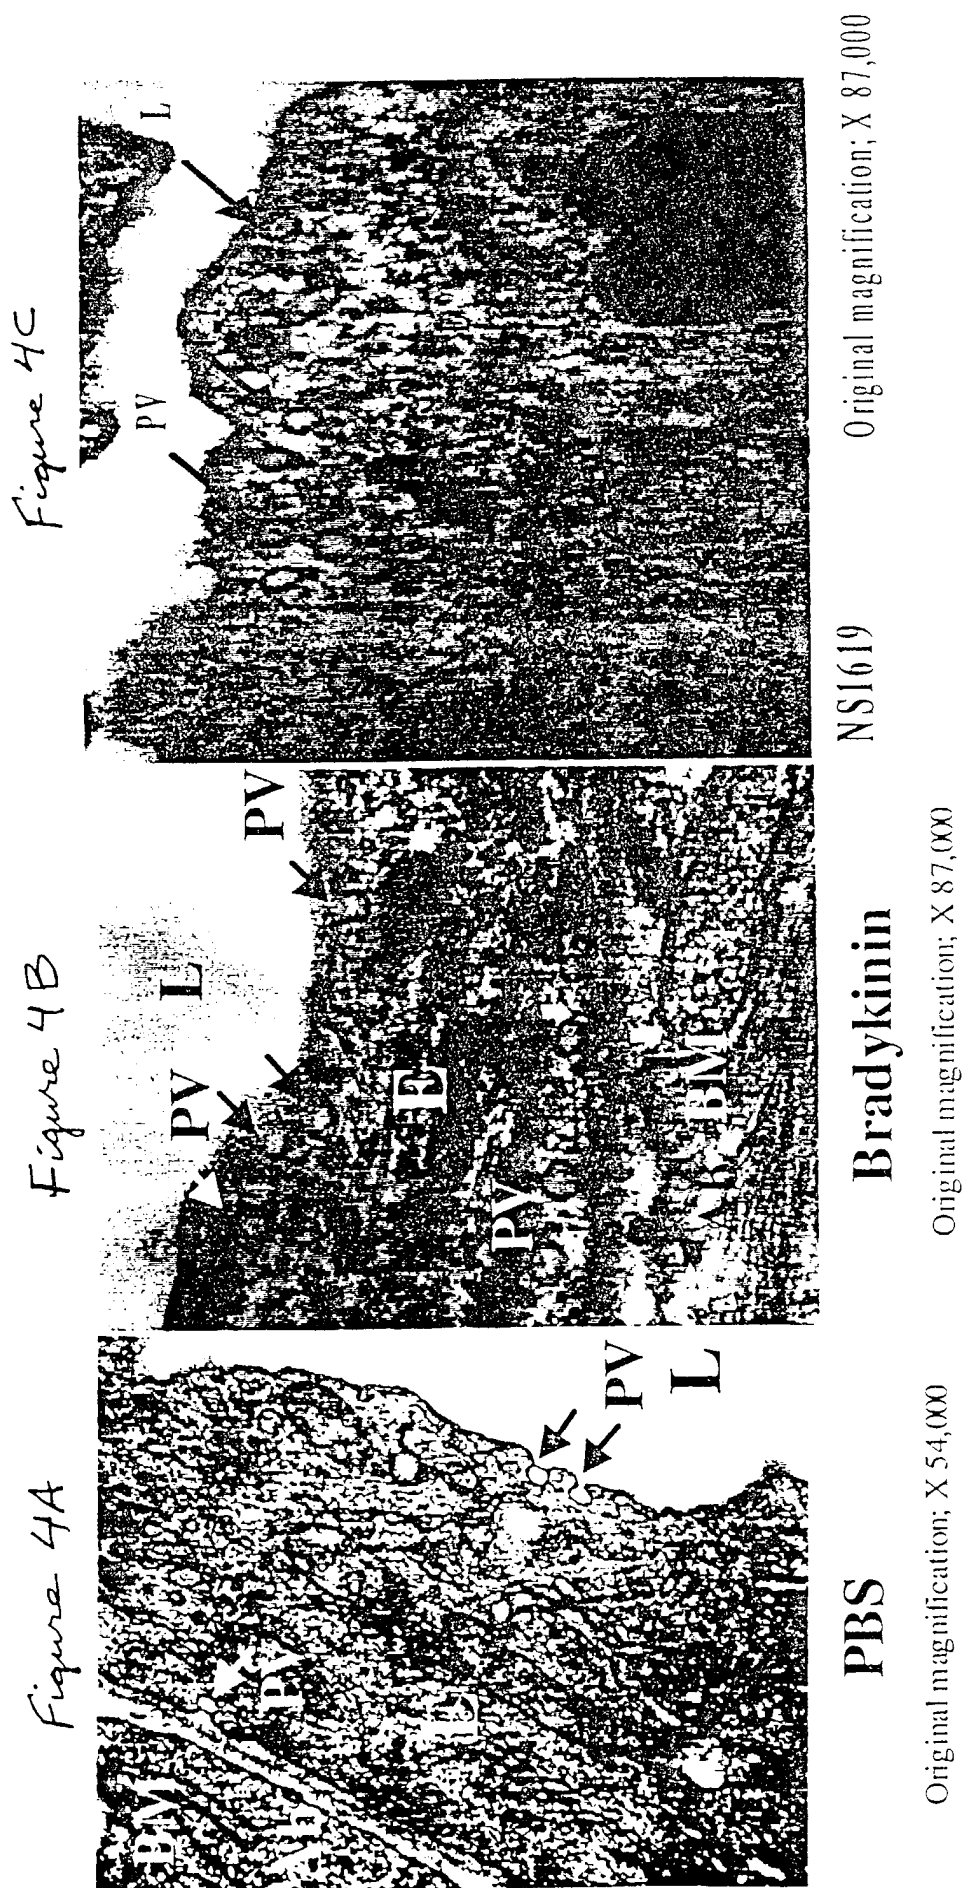 Figure 4A
BM
PV
E
PV
L
PBS
Original magnification; X 54,000
Figure 4B
PV
L
PV
E
PV
BM
Bradykinin
Original magnification; X 87,000
Figure 4C
PV
L
NS1619
Original magnification; X 87,000